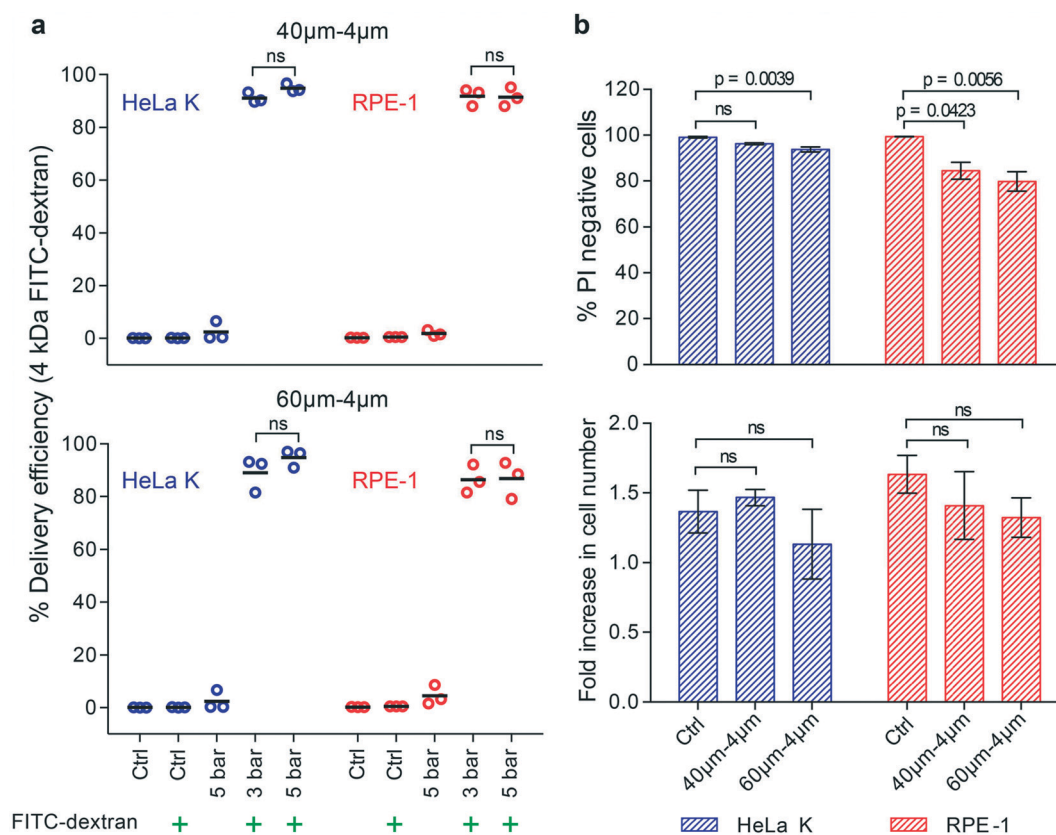 a
40µm-4µm
% Delivery efficiency (4 kDa FITC-dextran)
100
80
60
40
20
0
HeLa K
ns
RPE-1
ns
60µm-4µm
100
80
60
40
20
0
HeLa K
ns
RPE-1
ns
Ctrl
Ctrl
5 bar
3 bar
5 bar
Ctrl
Ctrl
5 bar
3 bar
5 bar
FITC-dextran + + + + + +
b
% PI negative cells
120
100
80
60
40
20
0
p = 0.0039
ns
p = 0.0056
p = 0.0423
Fold increase in cell number
2.0
1.5
1.0
0.5
0.0
ns
ns
ns
ns
Ctrl
40µm-4µm
60µm-4µm
Ctrl
40µm-4µm
60µm-4µm
HeLa K
RPE-1